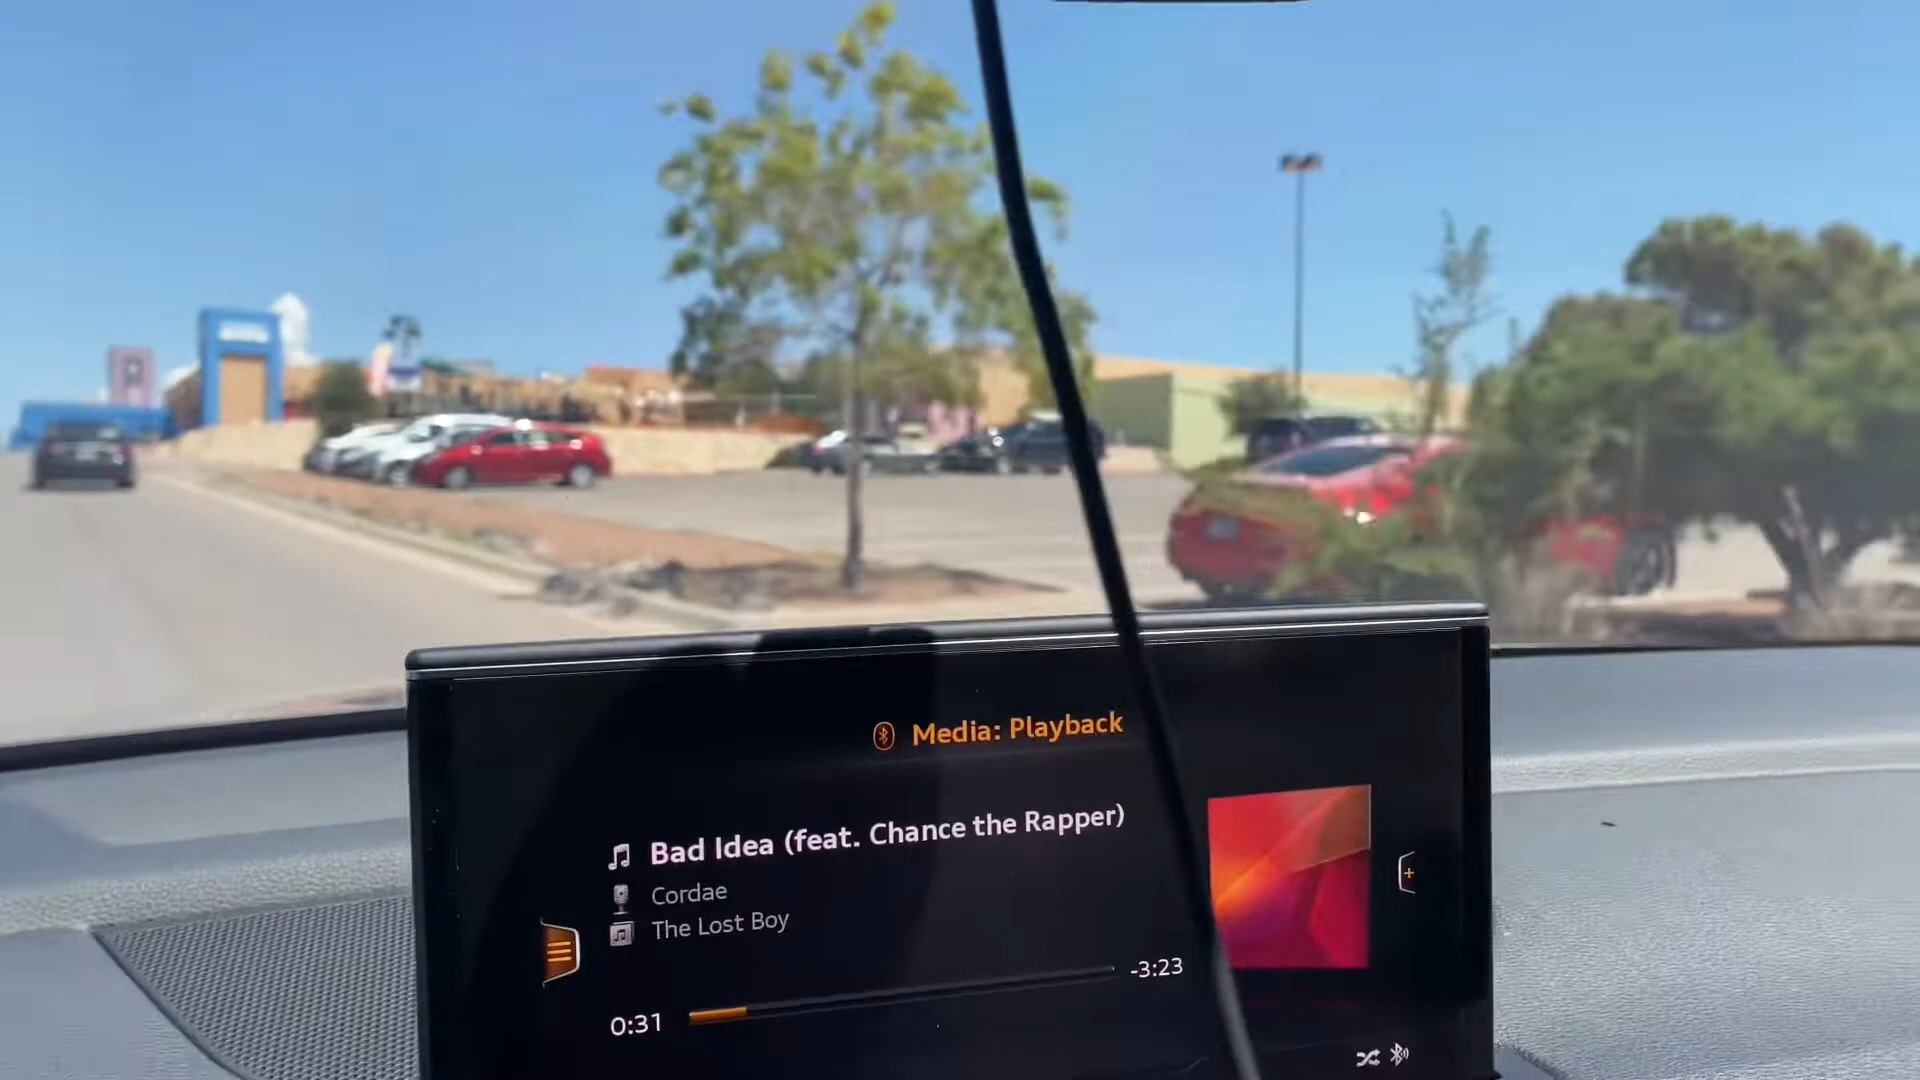 Media: Playback
Bad Idea (feat. Chance the Rapper)
Cordae
The Lost Boy
-3:23
0:31